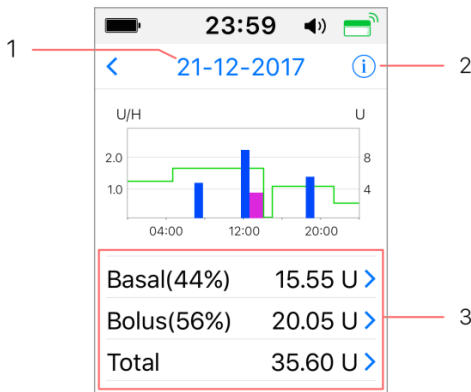 23:59
1
21-12-2017
2
U/H U
2.0 8
1.0 4
04:00 12:00 20:00
Basal(44%) 15.55 U
Bolus(56%) 20.05 U
3
Total 35.60 U